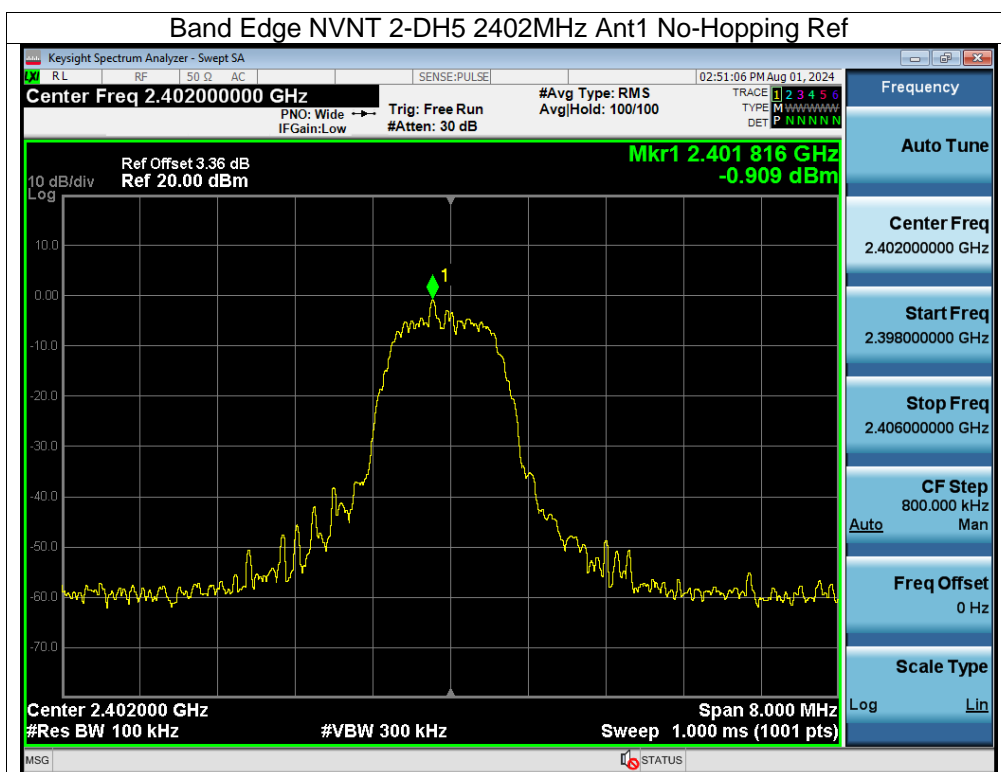 Band Edge NVNT 2-DH5 2402MHz Ant1 No-Hopping Ref
Keysight Spectrum Analyzer - Swept SA
LXI RL RF 50 Ω AC SENSE:PULSE 02:51:06 PM Aug 01, 2024
Center Freq 2.402000000 GHz
PNO: Wide
IFGain:Low
Trig: Free Run
#Atten: 30 dB
#Avg Type: RMS
Avg|Hold: 100/100
TRACE 1 2 3 4 5 6
TYPE M WWWWW
DET P N N N N N
Mkr1 2.401 816 GHz
-0.909 dBm
Ref Offset 3.36 dB
10 dB/div Ref 20.00 dBm
Log
10.0
0.00
-10.0
-20.0
-30.0
-40.0
-50.0
-60.0
-70.0
1
Center 2.402000 GHz Span 8.000 MHz
#Res BW 100 kHz #VBW 300 kHz Sweep 1.000 ms (1001 pts)
MSG STATUS
Frequency
Auto Tune
Center Freq
2.402000000 GHz
Start Freq
2.398000000 GHz
Stop Freq
2.406000000 GHz
CF Step
800.000 kHz
Auto Man
Freq Offset
0 Hz
Scale Type
Log Lin